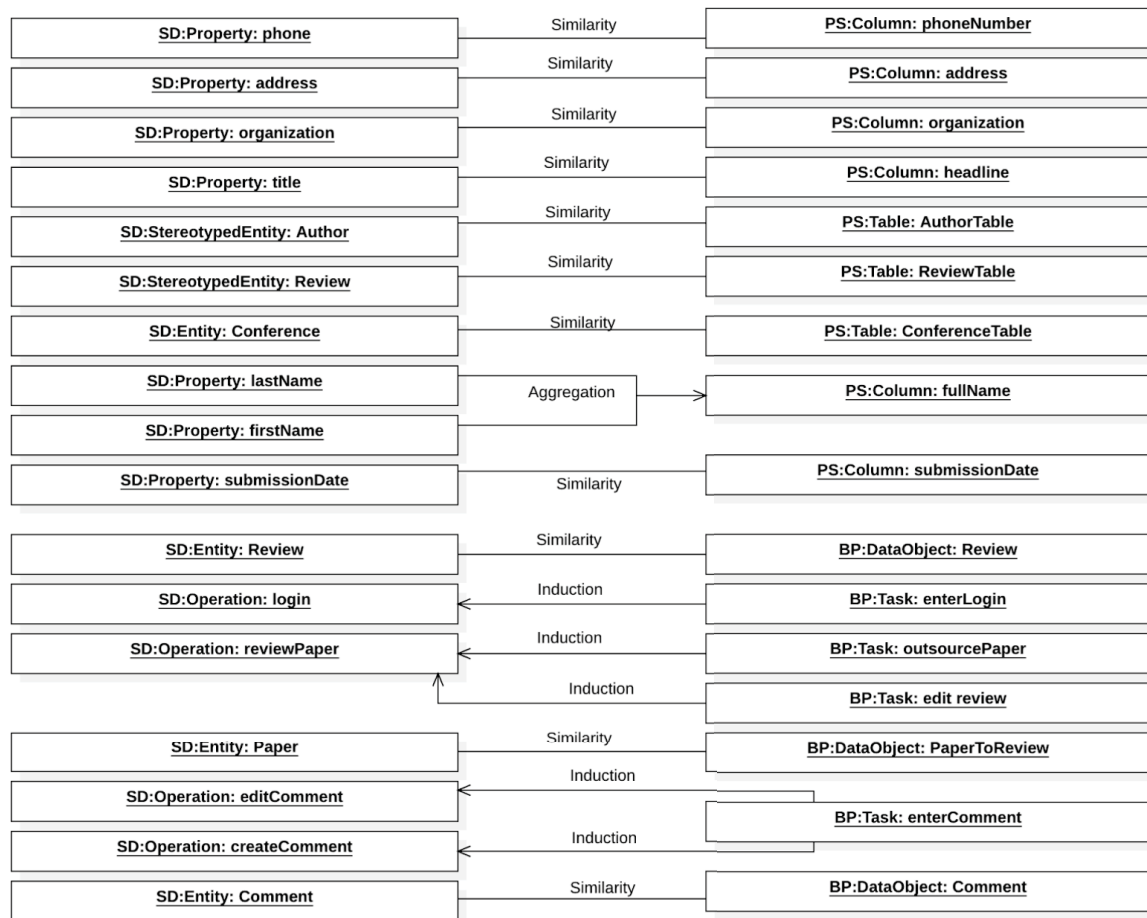 SD:Property: phone
Similarity
PS:Column: phoneNumber
SD:Property: address
Similarity
PS:Column: address
SD:Property: organization
Similarity
PS:Column: organization
SD:Property: title
Similarity
PS:Column: headline
SD:StereotypedEntity: Author
Similarity
PS:Table: AuthorTable
SD:StereotypedEntity: Review
Similarity
PS:Table: ReviewTable
SD:Entity: Conference
Similarity
PS:Table: ConferenceTable
SD:Property: lastName
Aggregation
PS:Column: fullName
SD:Property: firstName
SD:Property: submissionDate
Similarity
PS:Column: submissionDate
SD:Entity: Review
Similarity
BP:DataObject: Review
SD:Operation: login
Induction
BP:Task: enterLogin
SD:Operation: reviewPaper
Induction
BP:Task: outsourcePaper
Induction
BP:Task: edit review
SD:Entity: Paper
Similarity
BP:DataObject: PaperToReview
SD:Operation: editComment
Induction
BP:Task: enterComment
SD:Operation: createComment
Induction
SD:Entity: Comment
Similarity
BP:DataObject: Comment